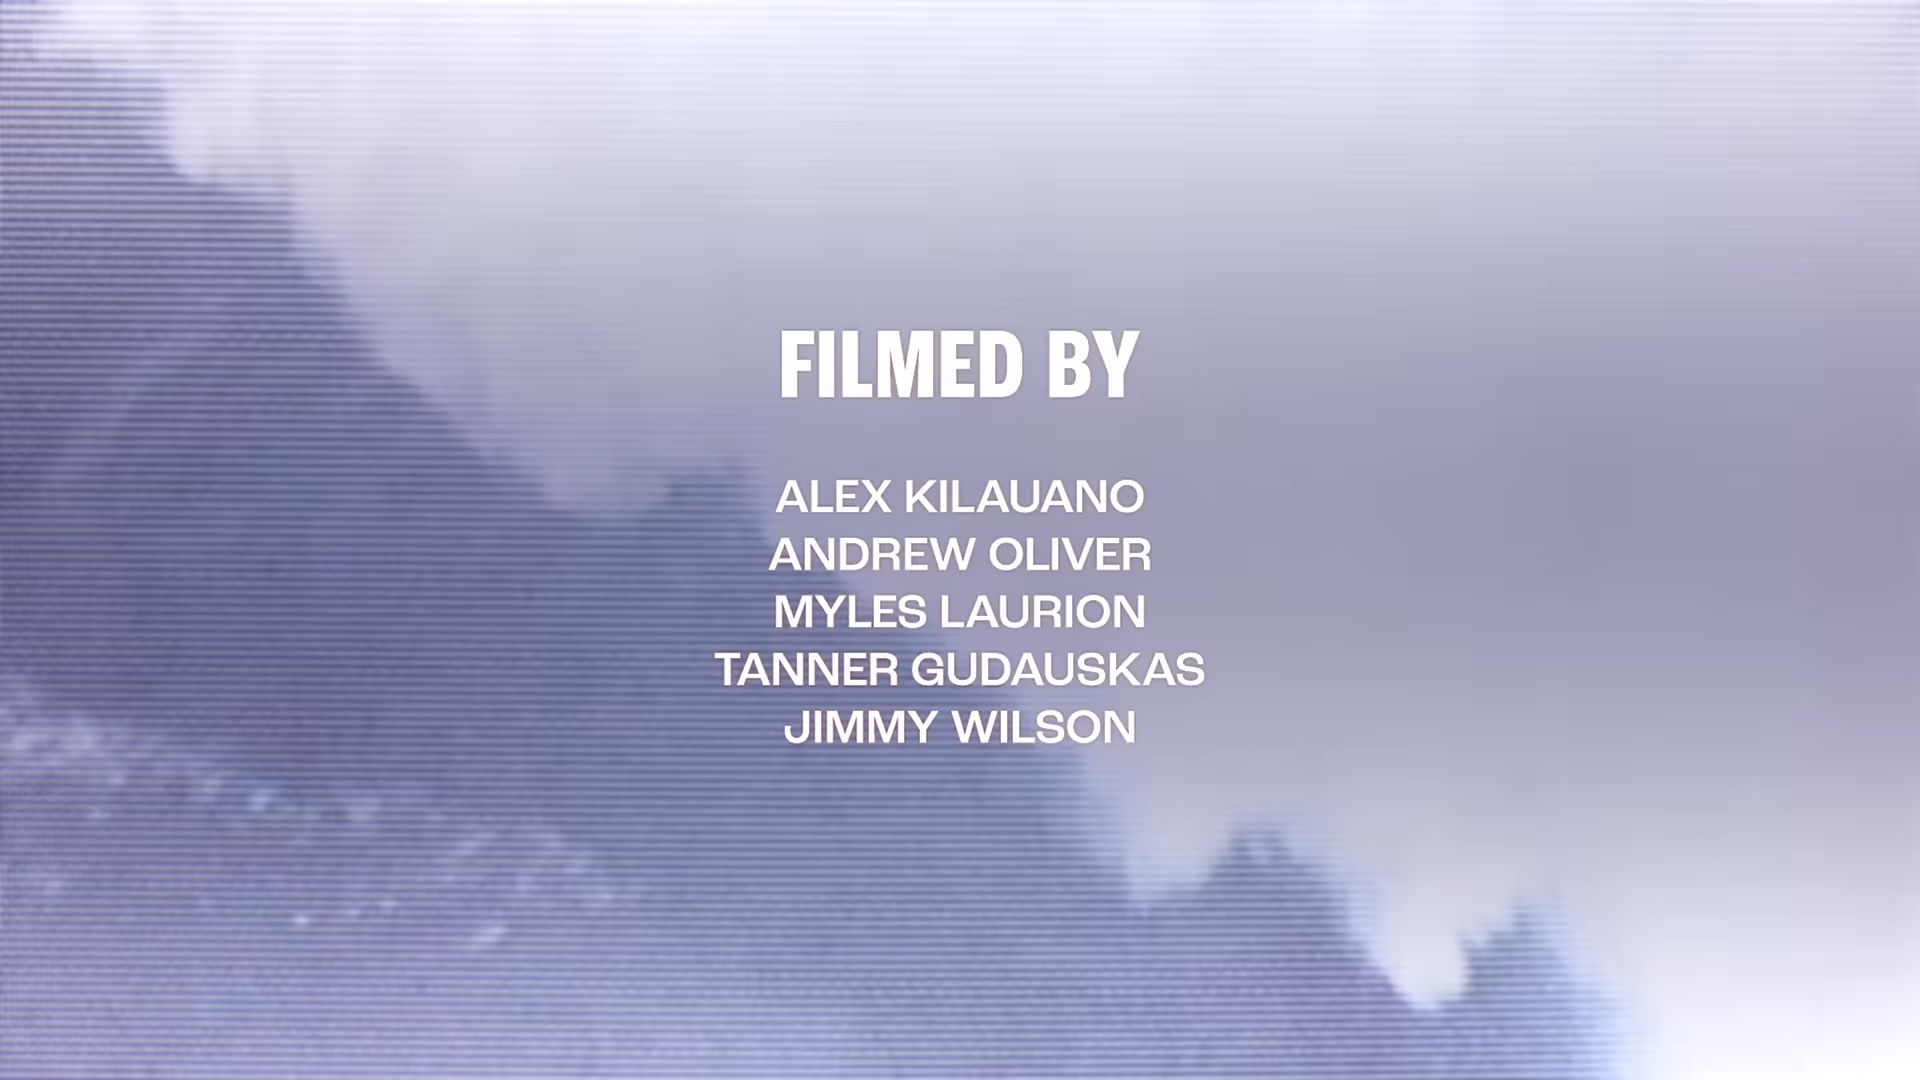 FILMED BY
ALEX KILAUANO
ANDREW OLIVER
MYLES LAURION
TANNER GUDAUSKAS
JIMMY WILSON